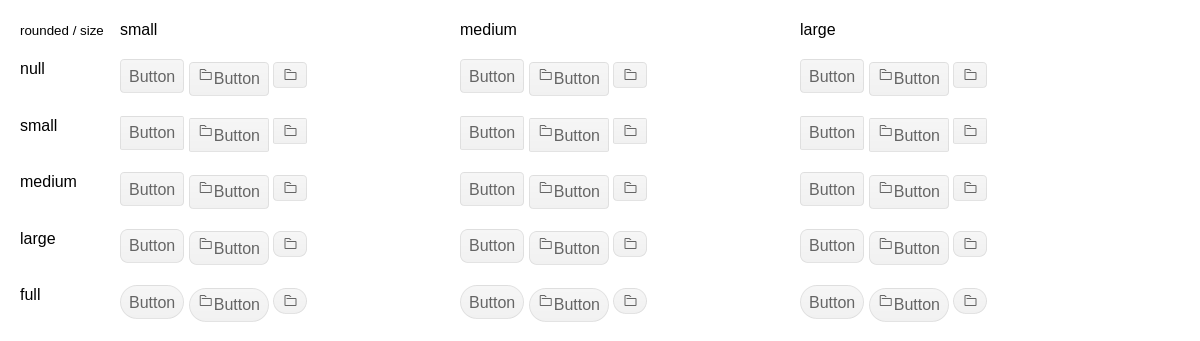 rounded / size small medium large
null Button Button Button Button Button Button
small Button Button Button Button Button Button
medium Button Button Button Button Button Button
large Button Button Button Button Button Button
full Button Button Button Button Button Button